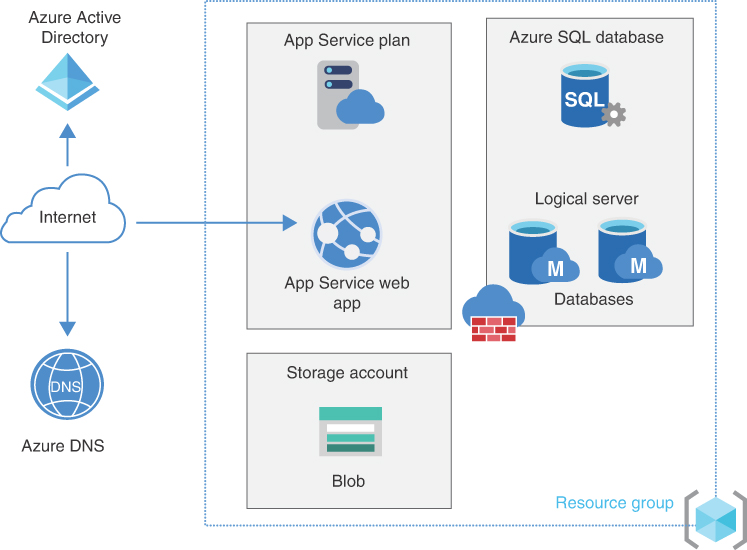 Azure Active
Directory
Internet
DNS
Azure DNS
App Service plan
App Service web
app
Storage account
Blob
Azure SQL database
SQL
Logical server
M
M
Databases
Resource group